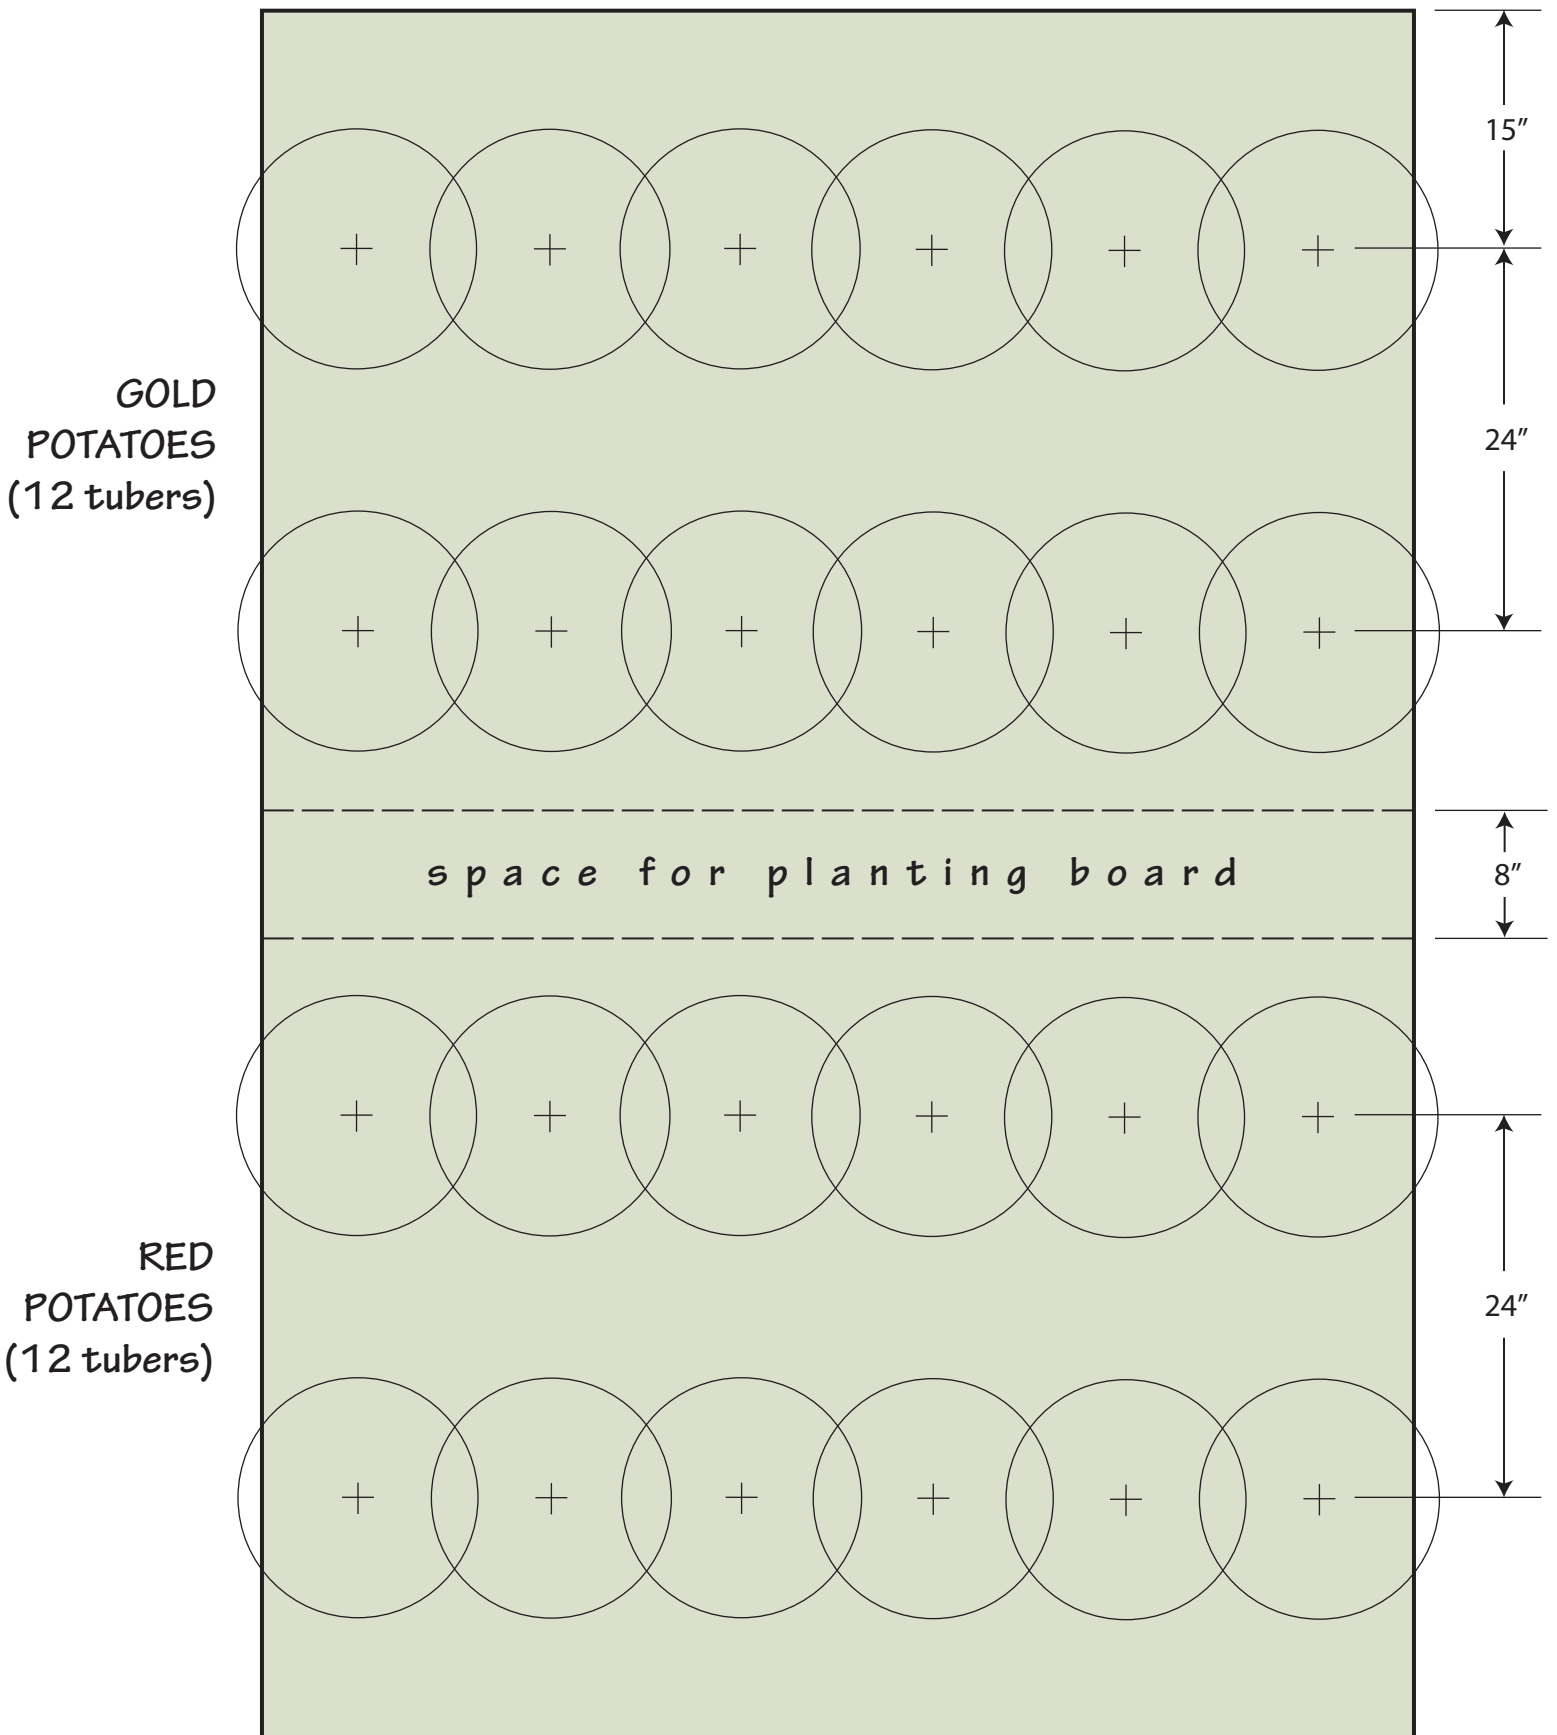 15”
GOLD
POTATOES
(12 tubers)
24”
space for planting board
8”
RED
POTATOES
(12 tubers)
24”